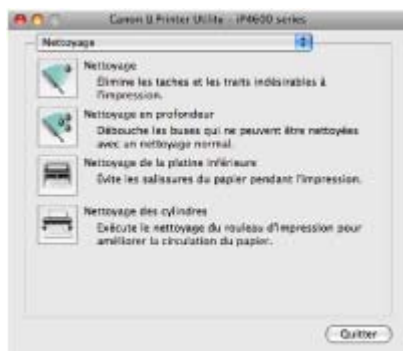 Canon IJ Printer Utility - iP4600 series
Nettoyage
Nettoyage
Élimine les taches et les traits indésirables à
l'impression.
Nettoyage en profondeur
Débouche les buses qui ne peuvent être nettoyées
avec un nettoyage normal.
Nettoyage de la platine inférieure
Évite les salissures du papier pendant l'impression.
Nettoyage des cylindres
Exécute le nettoyage du rouleau d'impression pour
améliorer la circulation du papier.
Quitter